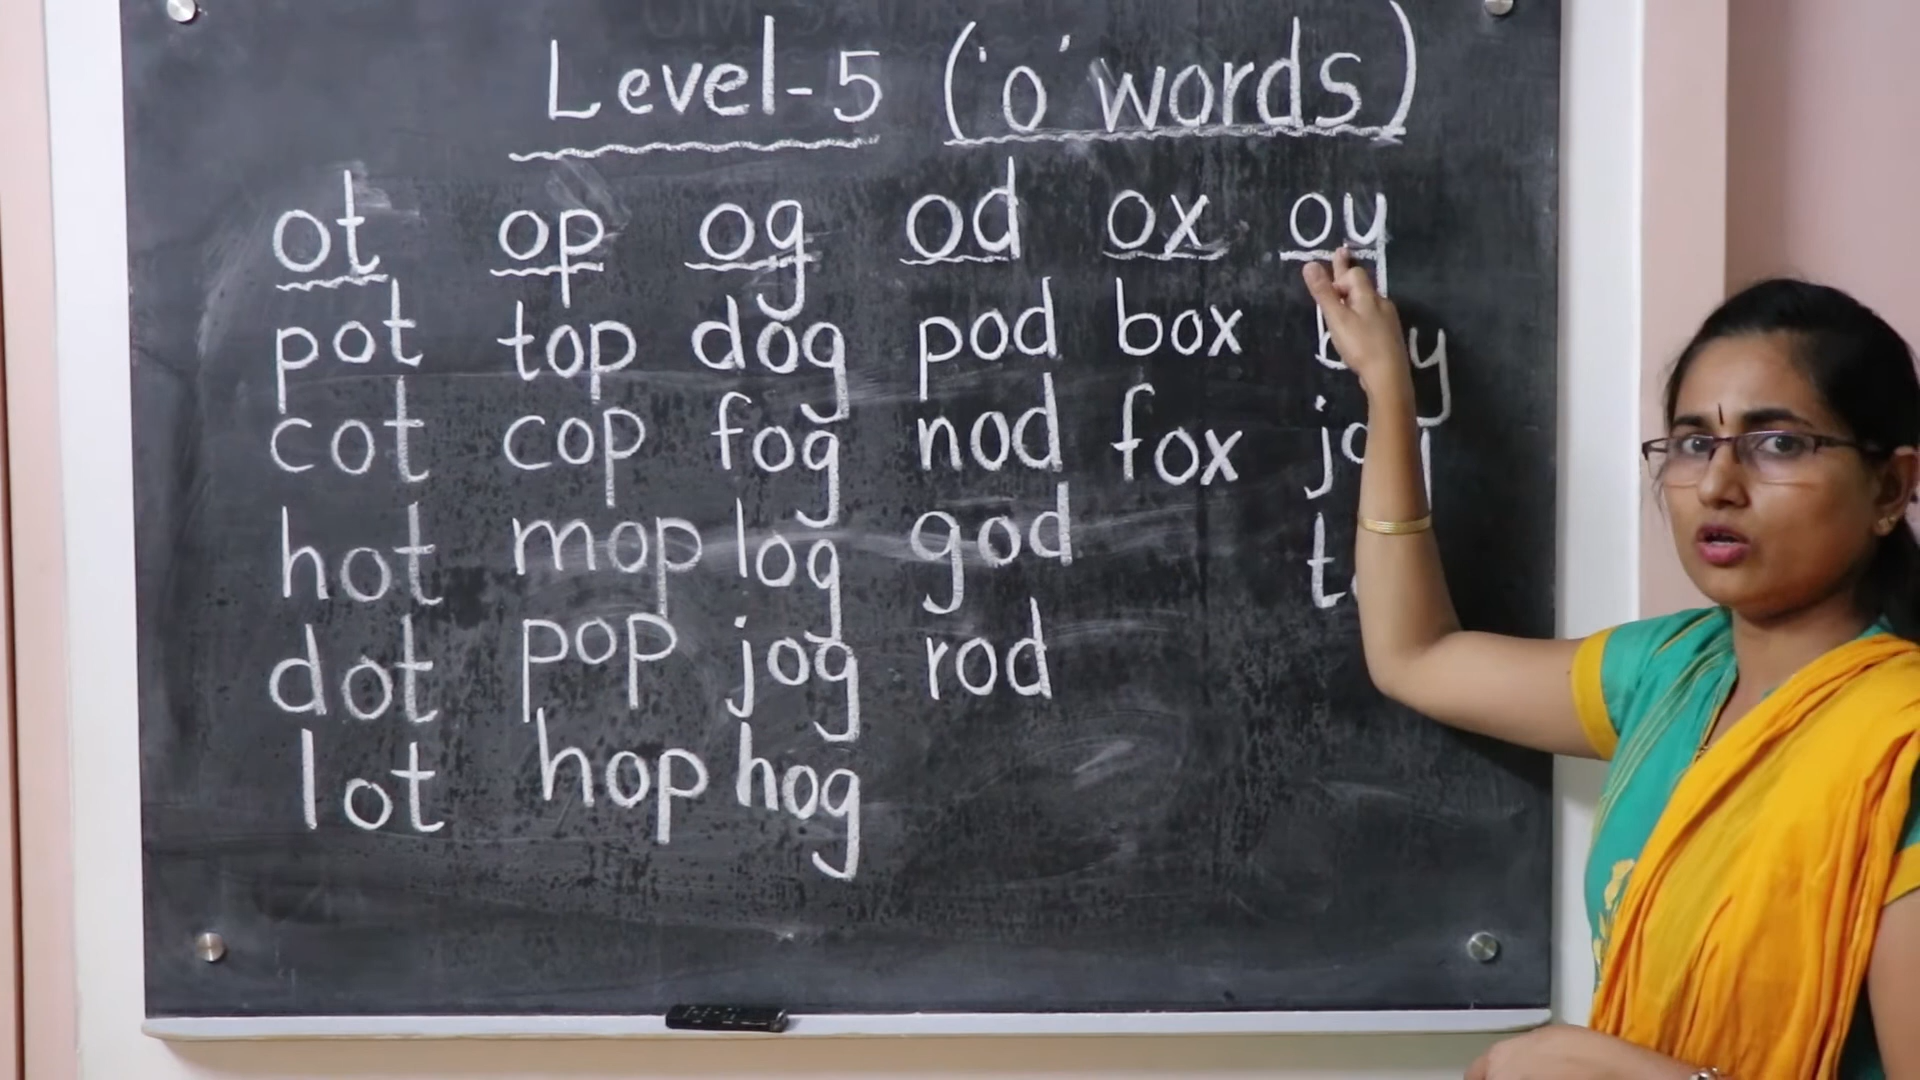 Level-5 ('o' words)
ot op og od ox oy
pot top dog pod box
cot cop fog nod fox
hot mop log god
dot pop jog rod
lot hop hog